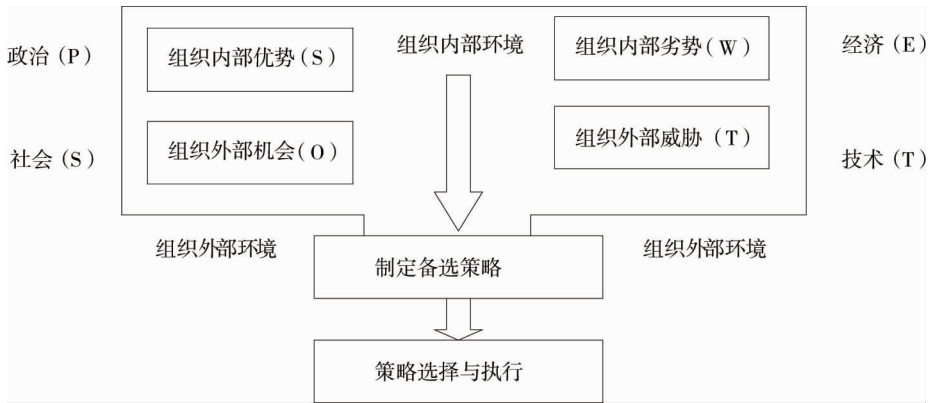 政治（P）
组织内部优势（S）
组织内部环境
组织内部劣势（W）
经济（E）
社会（S）
组织外部机会（O）
组织外部威胁（T）
技术（T）
组织外部环境
制定备选策略
组织外部环境
策略选择与执行